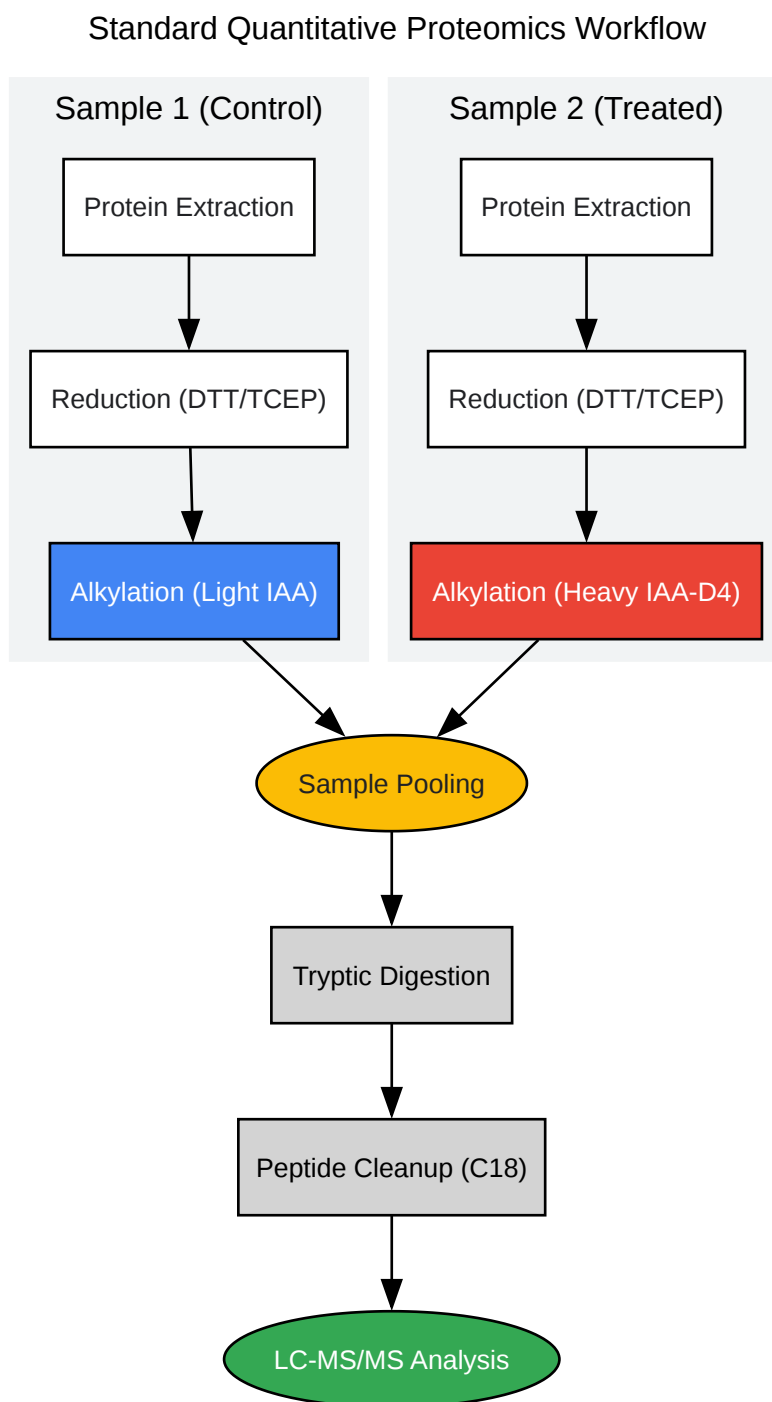 Standard Quantitative Proteomics Workflow
Sample 1 (Control)
Protein Extraction
Reduction (DTT/TCEP)
Alkylation (Light IAA)
Sample 2 (Treated)
Protein Extraction
Reduction (DTT/TCEP)
Alkylation (Heavy IAA-D4)
Sample Pooling
Tryptic Digestion
Peptide Cleanup (C18)
LC-MS/MS Analysis